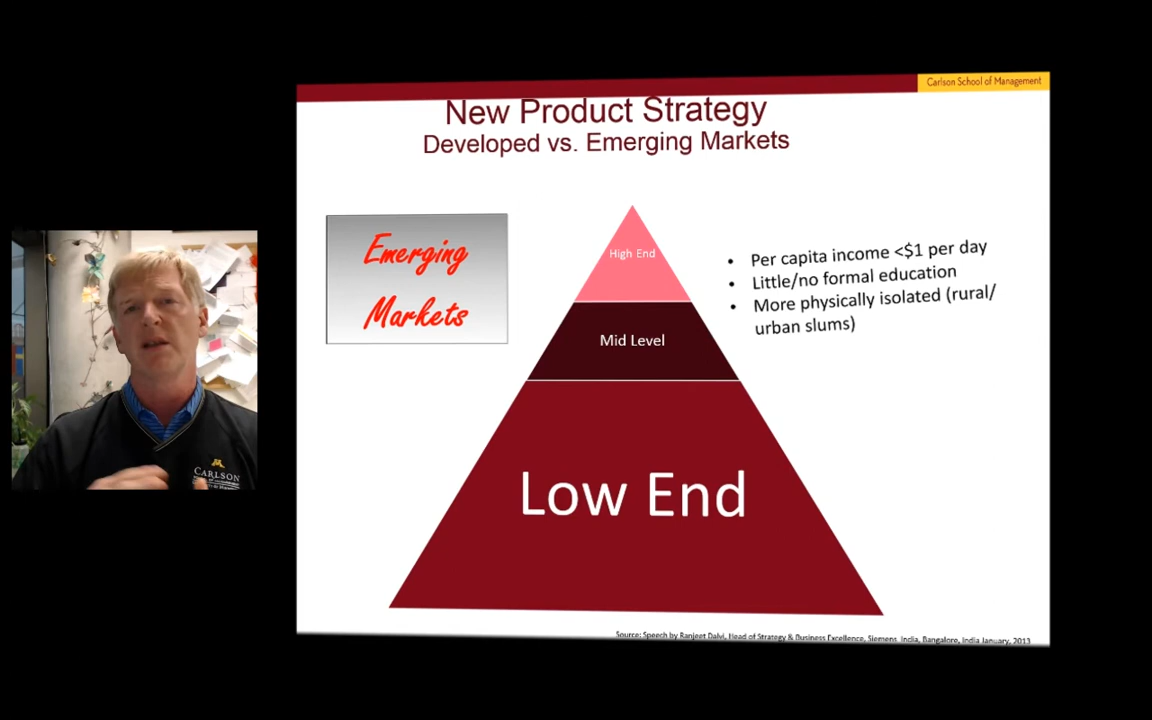 Carlson School of Management
New Product Strategy
Developed vs. Emerging Markets
Emerging
Markets
High End
Mid Level
Low End
• Per capita income <$1 per day
• Little/no formal education
• More physically isolated (rural/
urban slums)
CARLSON
Source: Speech by Ranjeet Dalvi, Head of Strategy & Business Excellence, Siemens, India, Bangalore, India January, 2013